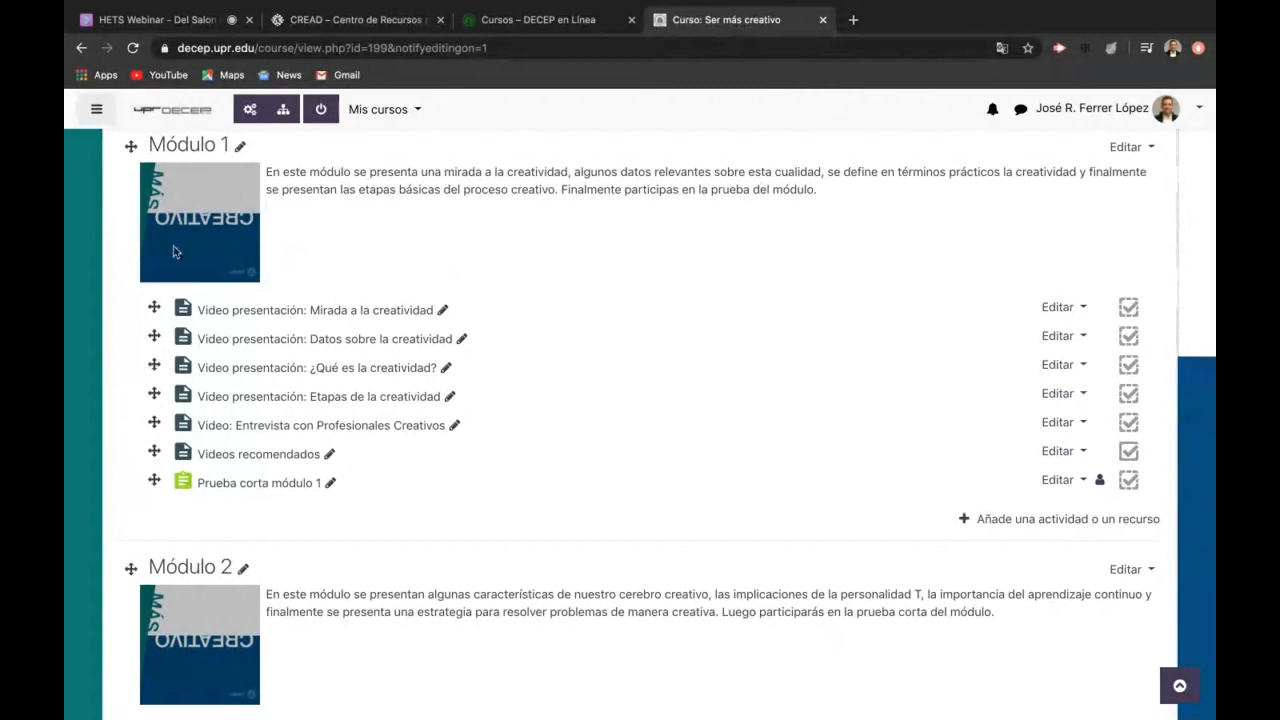 HETS Webinar - Del Salon
CREAD – Centro de Recursos
Cursos – DECEP en Línea
Curso: Ser más creativo
decep.upr.edu/course/view.php?id=199&notifyeditingon=1
Apps
YouTube
Maps
News
Gmail
upr DECEP
Mis cursos
José R. Ferrer López
Módulo 1
Editar
En este módulo se presenta una mirada a la creatividad, algunos datos relevantes sobre esta cualidad, se define en términos prácticos la creatividad y finalmente
se presentan las etapas básicas del proceso creativo. Finalmente participas en la prueba del módulo.
MÁS
CREATIVO
Video presentación: Mirada a la creatividad
Editar
Video presentación: Datos sobre la creatividad
Editar
Video presentación: ¿Qué es la creatividad?
Editar
Video presentación: Etapas de la creatividad
Editar
Video: Entrevista con Profesionales Creativos
Editar
Videos recomendados
Editar
Prueba corta módulo 1
Editar
Añade una actividad o un recurso
Módulo 2
Editar
En este módulo se presentan algunas características de nuestro cerebro creativo, las implicaciones de la personalidad T, la importancia del aprendizaje continuo y
finalmente se presenta una estrategia para resolver problemas de manera creativa. Luego participarás en la prueba corta del módulo.
MÁS
CREATIVO